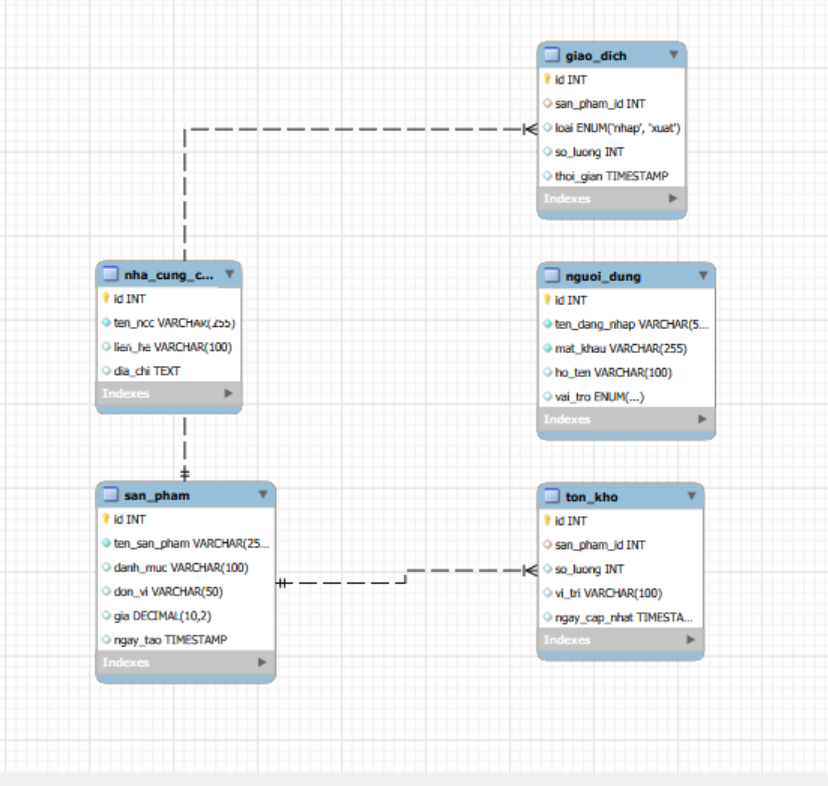 giao_dich
id INT
san_pham_id INT
loai ENUM('nhap', 'xuat')
so_luong INT
thoi_gian TIMESTAMP
Indexes
nha_cung_c...
id INT
ten_ncc VARCHAR(255)
lien_he VARCHAR(100)
dia_chi TEXT
Indexes
nguoi_dung
id INT
ten_dang_nhap VARCHAR(5...
mat_khau VARCHAR(255)
ho_ten VARCHAR(100)
vai_tro ENUM(...)
Indexes
san_pham
id INT
ten_san_pham VARCHAR(25...
danh_muc VARCHAR(100)
don_vi VARCHAR(50)
gia DECIMAL(10,2)
ngay_tao TIMESTAMP
Indexes
ton_kho
id INT
san_pham_id INT
so_luong INT
vi_tri VARCHAR(100)
ngay_cap_nhat TIMESTA...
Indexes